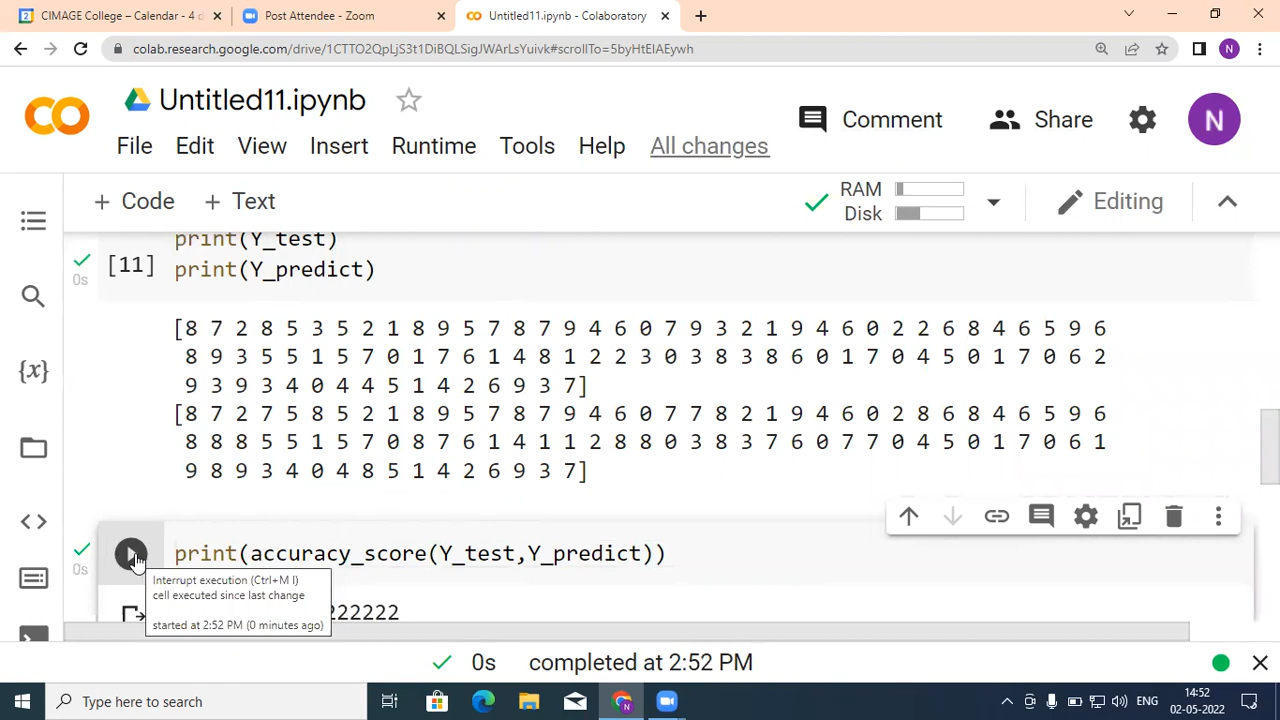 CIMAGE College – Calendar - 4 d
Post Attendee - Zoom
Untitled11.ipynb - Colaboratory
colab.research.google.com/drive/1CTTO2QpLjS3t1DiBQLSigJWArLsYuivk#scrollTo=5byHtEIAEywh
N
Untitled11.ipynb
Comment
Share
N
File Edit View Insert Runtime Tools Help All changes
+ Code + Text
RAM
Disk
Editing
print(Y_test)
[11] print(Y_predict)
0s
[8 7 2 8 5 3 5 2 1 8 9 5 7 8 7 9 4 6 0 7 9 3 2 1 9 4 6 0 2 2 6 8 4 6 5 9 6
8 9 3 5 5 1 5 7 0 1 7 6 1 4 8 1 2 2 3 0 3 8 3 8 6 0 1 7 0 4 5 0 1 7 0 6 2
9 3 9 3 4 0 4 4 5 1 4 2 6 9 3 7]
[8 7 2 7 5 8 5 2 1 8 9 5 7 8 7 9 4 6 0 7 7 8 2 1 9 4 6 0 2 8 6 8 4 6 5 9 6
8 8 8 5 5 1 5 7 0 8 7 6 1 4 1 1 2 8 8 0 3 8 3 7 6 0 7 7 0 4 5 0 1 7 0 6 1
9 8 9 3 4 0 4 8 5 1 4 2 6 9 3 7]
print(accuracy_score(Y_test,Y_predict))
0s
Interrupt execution (Ctrl+M I)
cell executed since last change
started at 2:52 PM (0 minutes ago)
222222
{x}
0s completed at 2:52 PM
Type here to search
ENG
14:52
02-05-2022